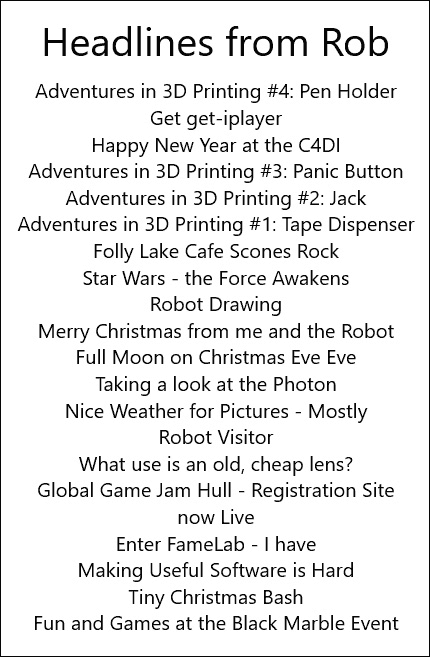 Headlines from Rob
Adventures in 3D Printing #4: Pen Holder
Get get-iplayer
Happy New Year at the C4DI
Adventures in 3D Printing #3: Panic Button
Adventures in 3D Printing #2: Jack
Adventures in 3D Printing #1: Tape Dispenser
Folly Lake Cafe Scones Rock
Star Wars - the Force Awakens
Robot Drawing
Merry Christmas from me and the Robot
Full Moon on Christmas Eve Eve
Taking a look at the Photon
Nice Weather for Pictures - Mostly
Robot Visitor
What use is an old, cheap lens?
Global Game Jam Hull - Registration Site
now Live
Enter FameLab - I have
Making Useful Software is Hard
Tiny Christmas Bash
Fun and Games at the Black Marble Event